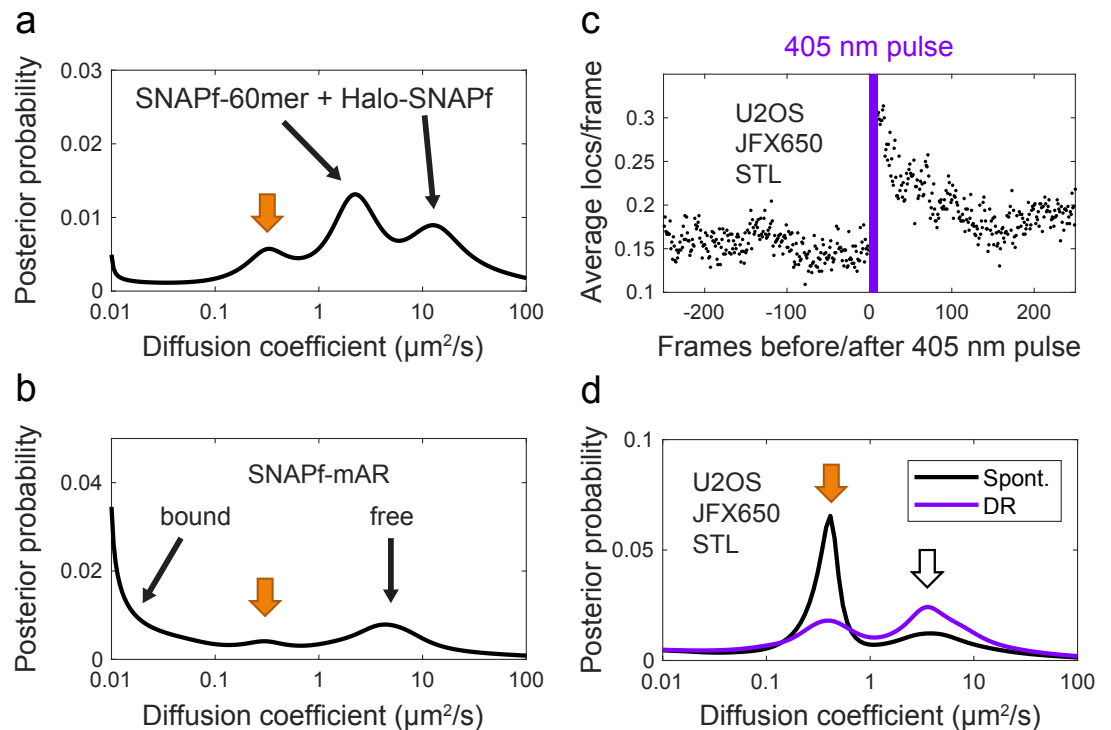 a
Posterior probability
0.03
0.02
0.01
0
SNAPf-60mer + Halo-SNAPf
0.01
0.1
1
10
100
Diffusion coefficient (µm²/s)
b
Posterior probability
0.04
0.02
0
SNAPf-mAR
bound
free
0.01
0.1
1
10
100
Diffusion coefficient (µm²/s)
c
405 nm pulse
Average locs/frame
0.3
0.25
0.2
0.15
0.1
U2OS
JFX650
STL
-200
-100
0
100
200
Frames before/after 405 nm pulse
d
Posterior probability
0.1
0.05
0
U2OS
JFX650
STL
Spont.
DR
0.01
0.1
1
10
100
Diffusion coefficient (µm²/s)